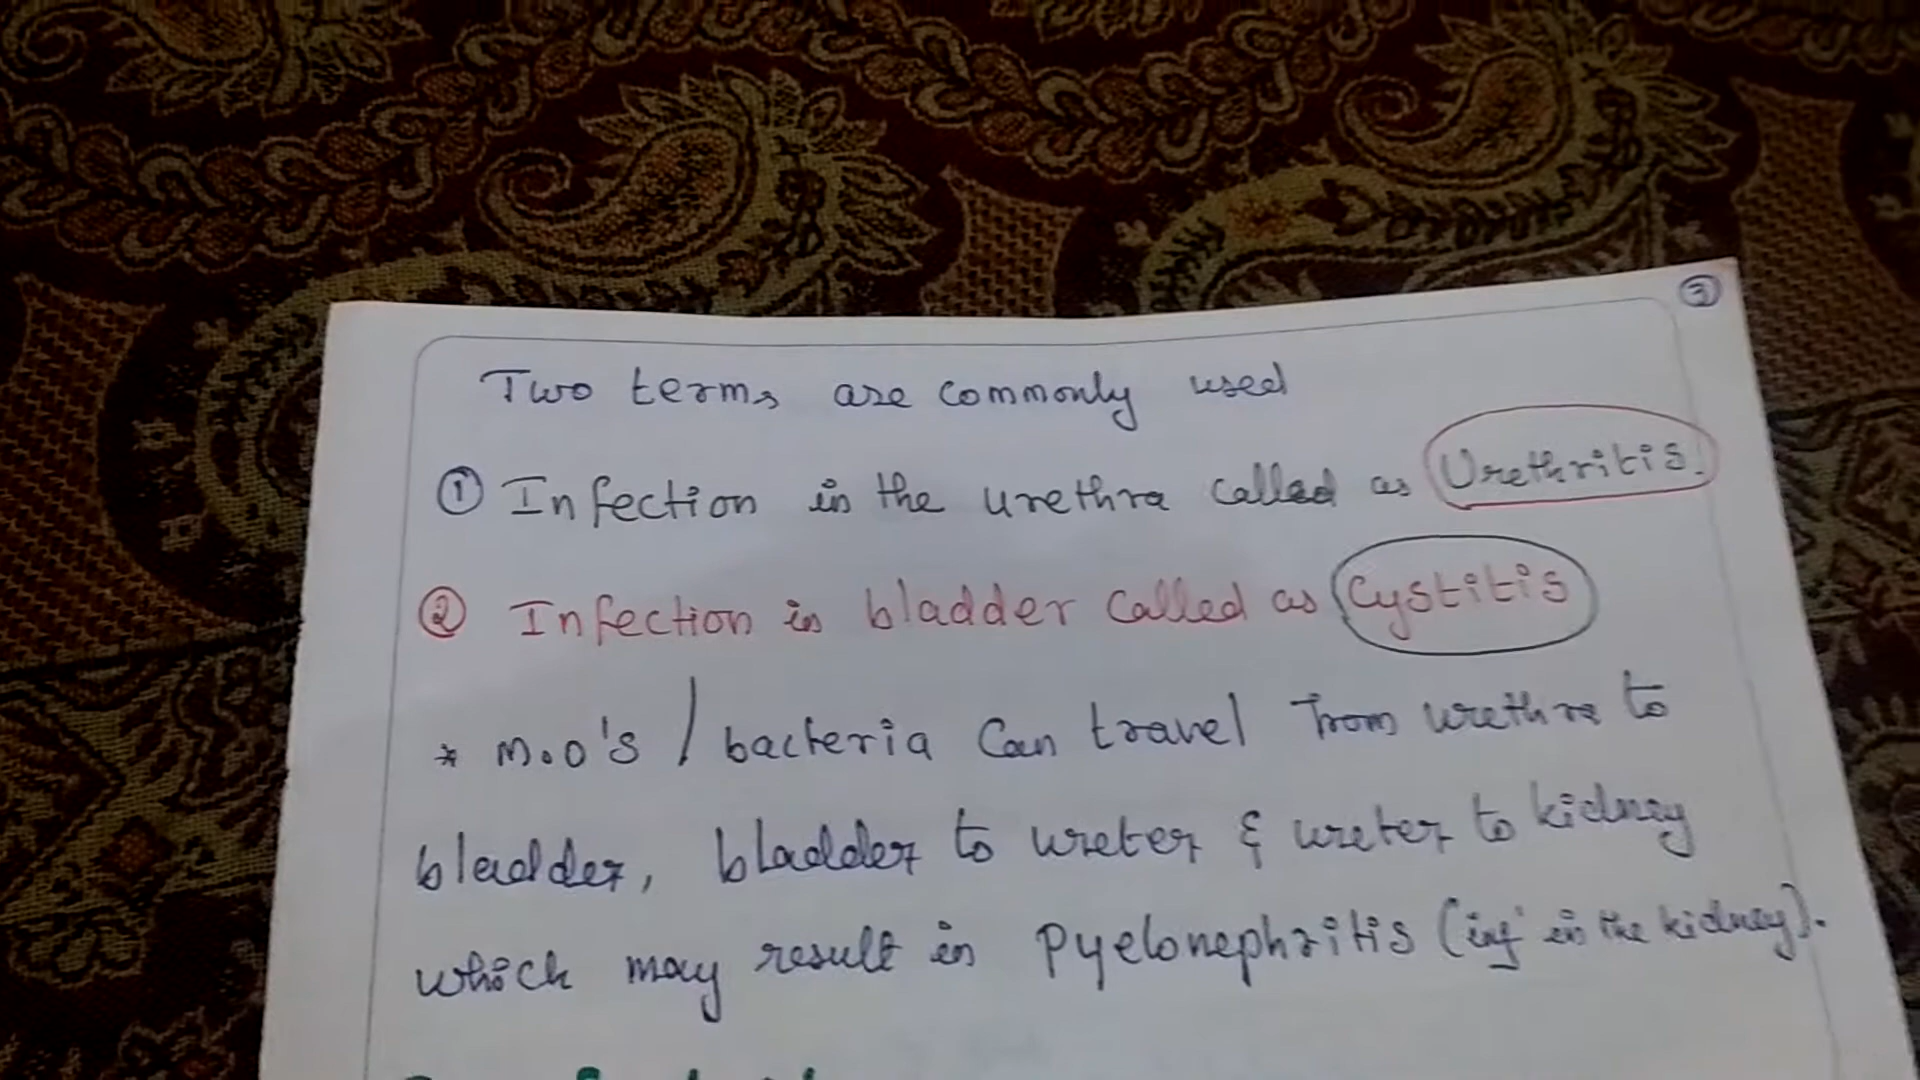 3
Two terms are commonly used
① Infection in the urethra called as Urethritis.
② Infection in bladder called as Cystitis
* M.O's / bacteria can travel from urethra to
bladder, bladder to ureter & ureter to kidney
which may result in Pyelonephritis (inf' in the kidney).